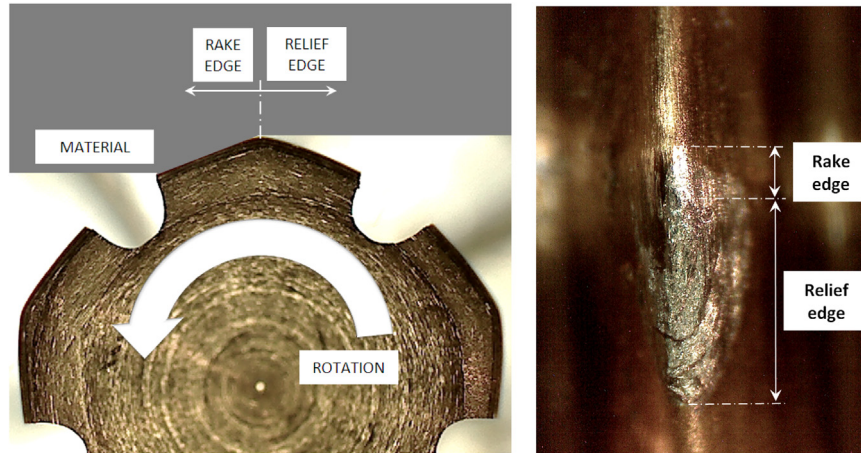 RAKE
EDGE
RELIEF
EDGE
MATERIAL
ROTATION
Rake
edge
Relief
edge